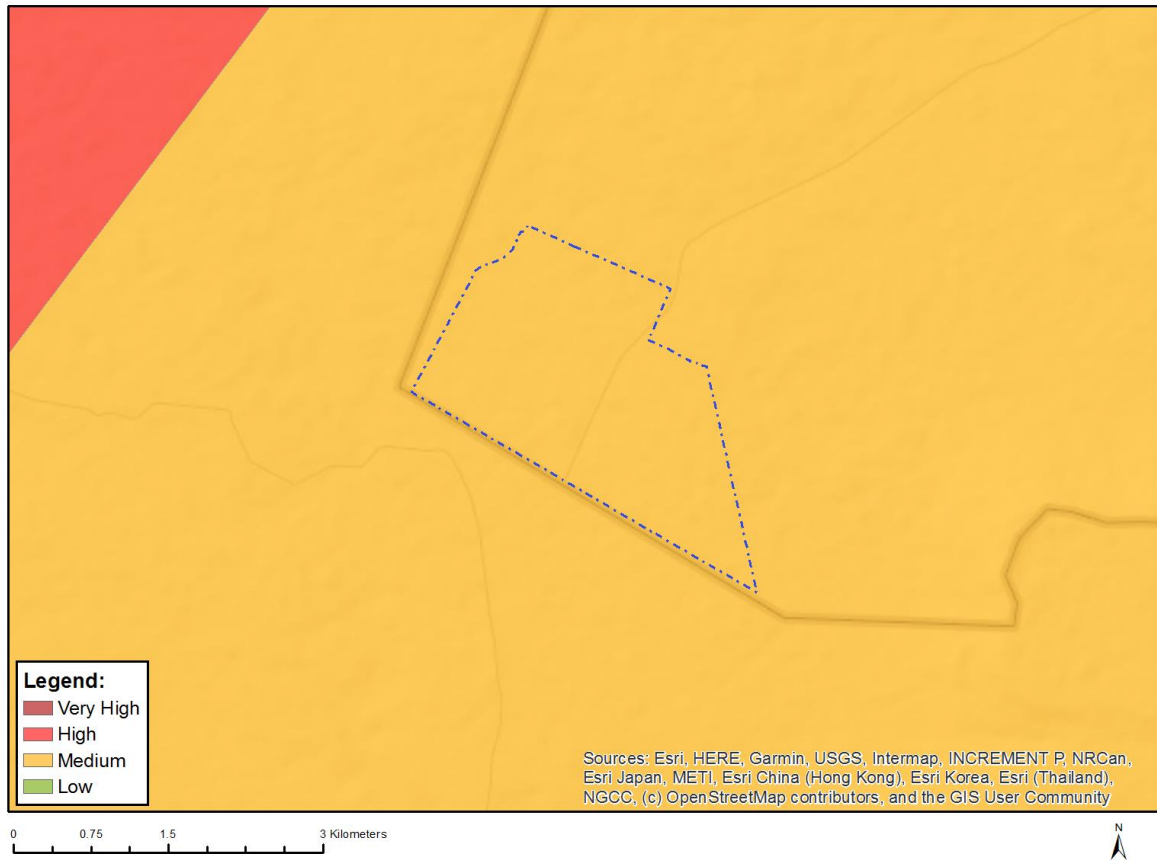 Legend:
Very High
High
Medium
Low
Sources: Esri, HERE, Garmin, USGS, Intermap, INCREMENT P, NRCan,
Esri Japan, METI, Esri China (Hong Kong), Esri Korea, Esri (Thailand),
NGCC, (c) OpenStreetMap contributors, and the GIS User Community
0 0.75 1.5 3 Kilometers
N